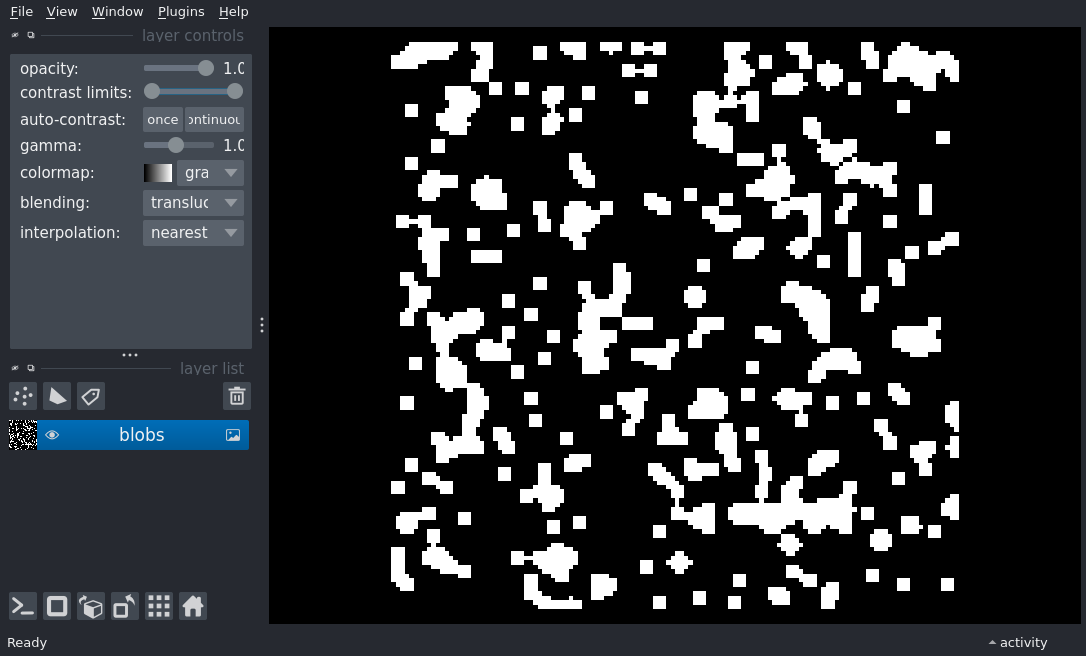 File View Window Plugins Help
layer controls
opacity: 1.0
contrast limits:
auto-contrast: once ontinuou
gamma: 1.0
colormap: gra
blending: transluc
interpolation: nearest
layer list
blobs
Ready
activity